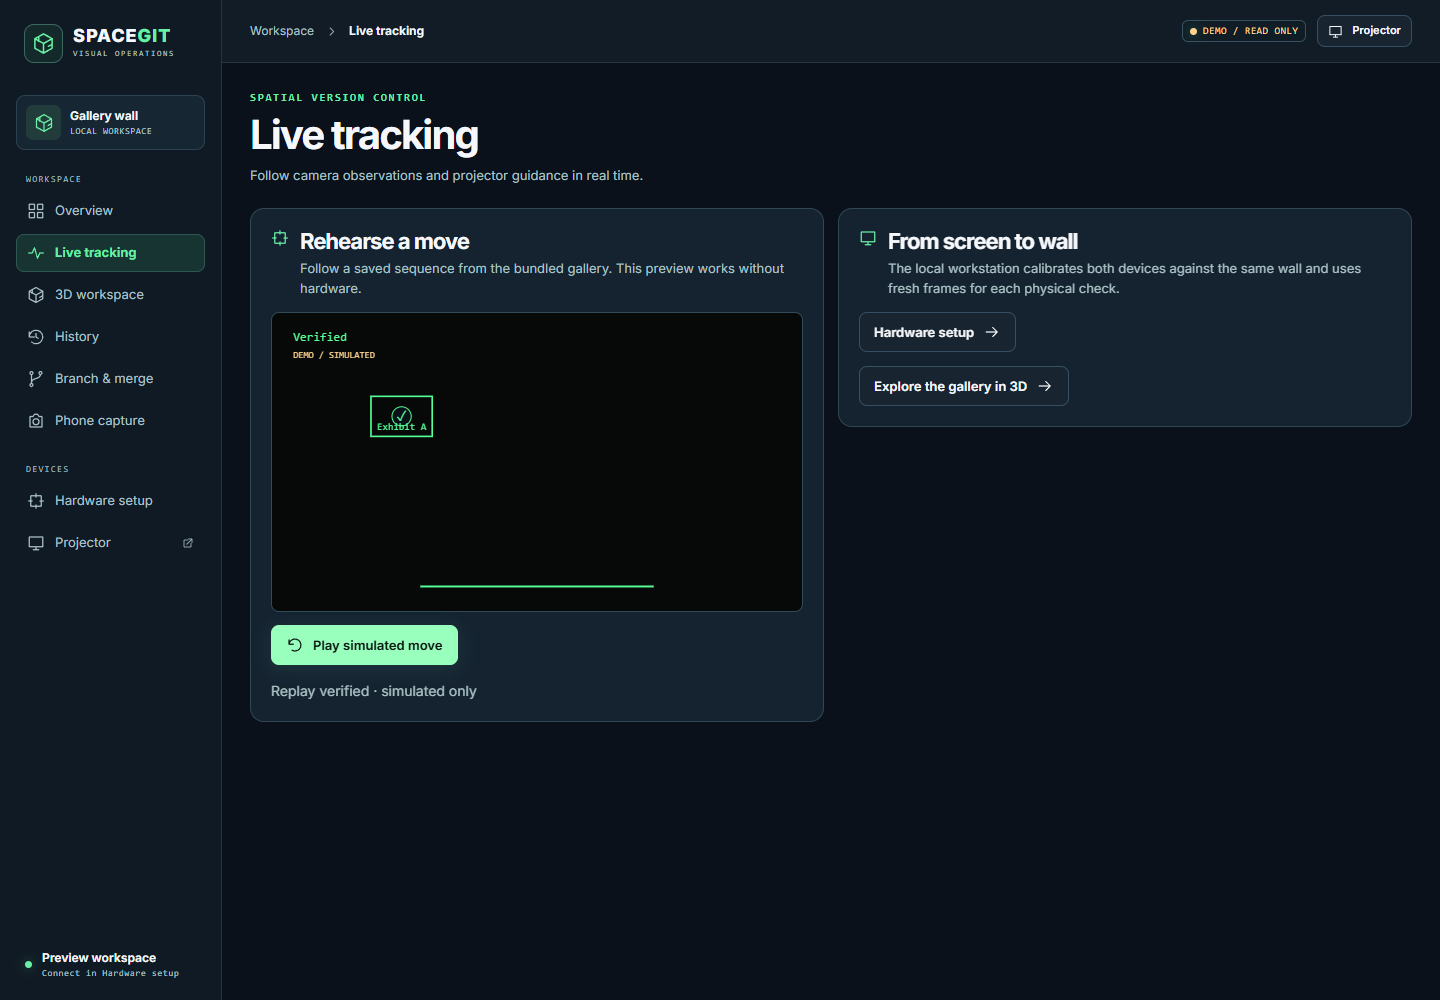 SPACEGIT
VISUAL OPERATIONS
Gallery wall
LOCAL WORKSPACE
WORKSPACE
Overview
Live tracking
3D workspace
History
Branch & merge
Phone capture
DEVICES
Hardware setup
Projector
Preview workspace
Connect in Hardware setup
Workspace > Live tracking
DEMO / READ ONLY
Projector
SPATIAL VERSION CONTROL
Live tracking
Follow camera observations and projector guidance in real time.
Rehearse a move
Follow a saved sequence from the bundled gallery. This preview works without
hardware.
Verified
DEMO / SIMULATED
Exhibit A
Play simulated move
Replay verified · simulated only
From screen to wall
The local workstation calibrates both devices against the same wall and uses
fresh frames for each physical check.
Hardware setup
Explore the gallery in 3D